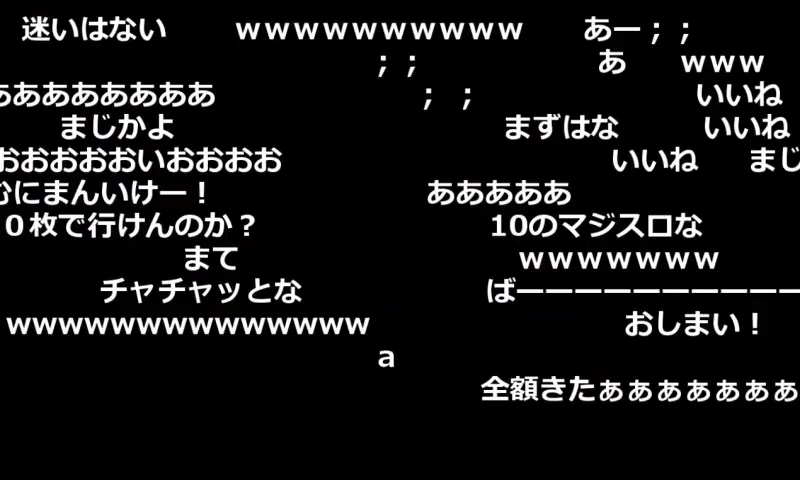 迷いはない　ｗｗｗｗｗｗｗｗｗｗ　あー；；
；；　あ　ｗｗｗ
ああああああああ　；；　いいね
まじかよ　まずはな　いいね
おおおおおいおおおお　いいね　まじ
むにまんいけー！　あああああ
０枚で行けんのか？　10のマジスロな
まて　ｗｗｗｗｗｗｗ
チャチャッとな　ばーーーーーーーーーー
wwwwwwwwwwwwww　おしまい！
a
全額きたぁぁぁぁぁぁぁ